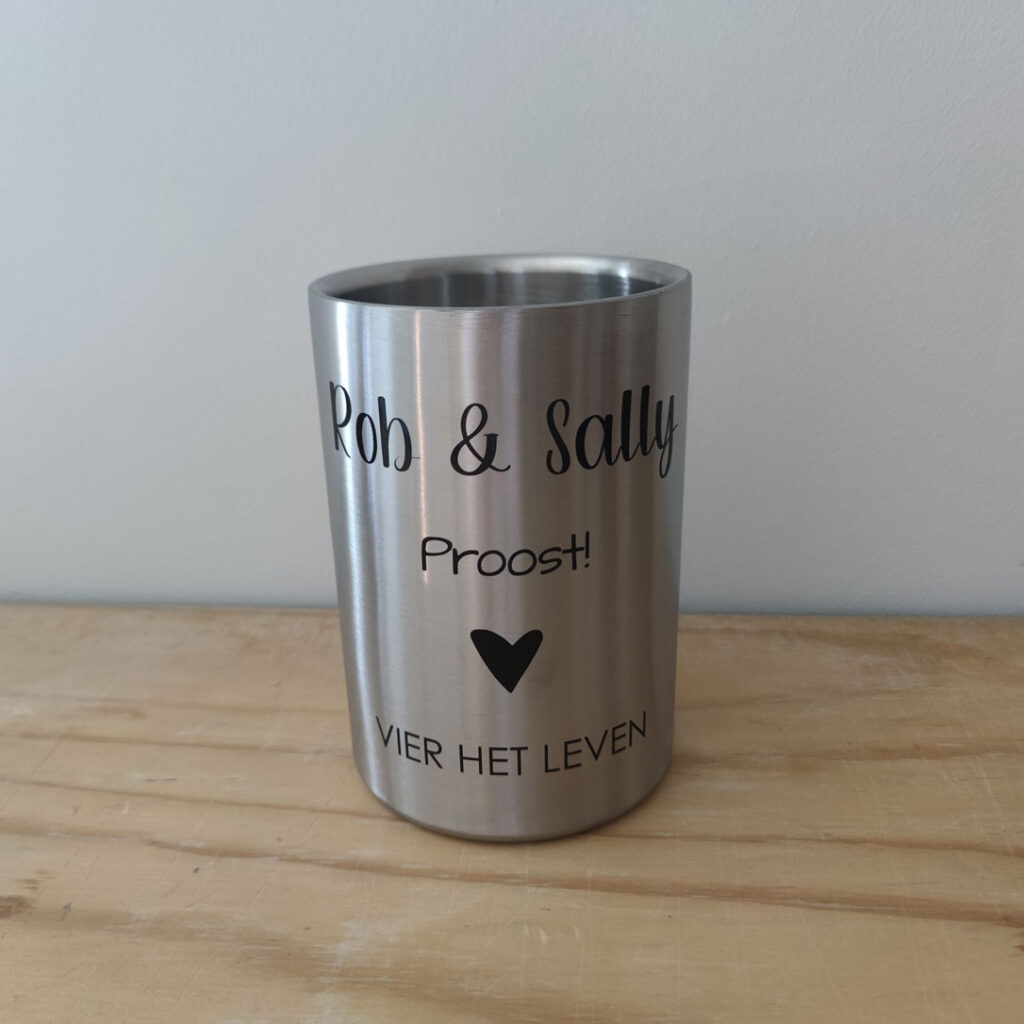 Rob & Sally
Proost!
VIER HET LEVEN